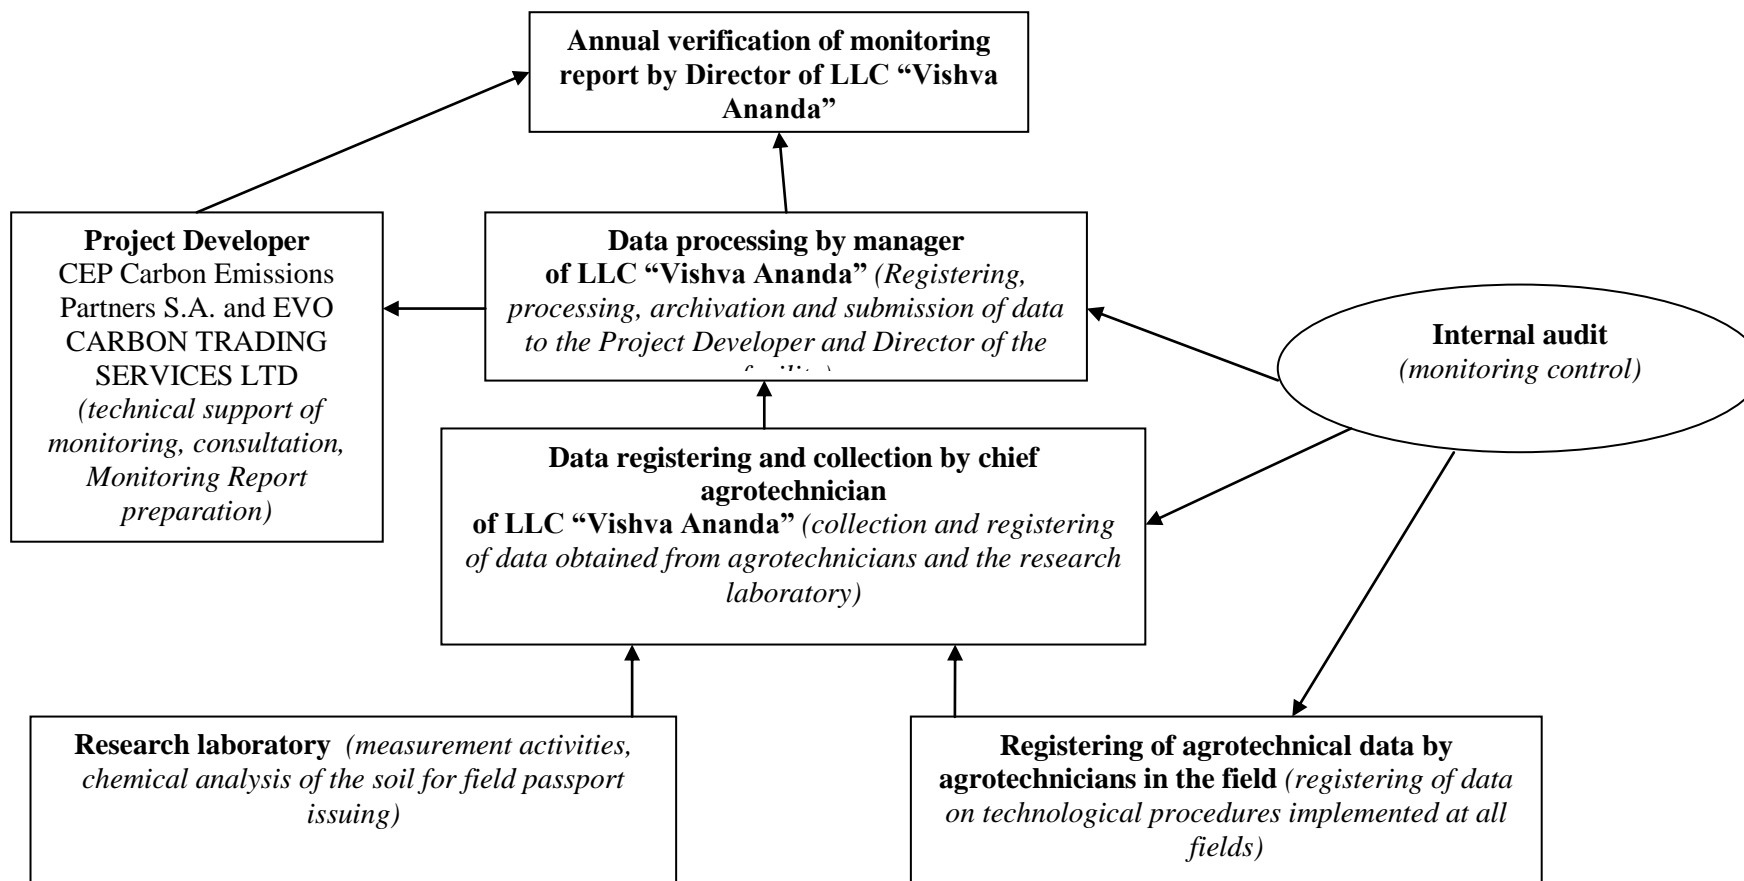 Annual verification of monitoring
report by Director of LLC “Vishva
Ananda”
Project Developer
CEP Carbon Emissions
Partners S.A. and EVO
CARBON TRADING
SERVICES LTD
(technical support of
monitoring, consultation,
Monitoring Report
preparation)
Data processing by manager
of LLC “Vishva Ananda” (Registering,
processing, archivation and submission of data
to the Project Developer and Director of the
Internal audit
(monitoring control)
Data registering and collection by chief
agrotechnician
of LLC “Vishva Ananda” (collection and registering
of data obtained from agrotechnicians and the research
laboratory)
Research laboratory (measurement activities,
chemical analysis of the soil for field passport
issuing)
Registering of agrotechnical data by
agrotechnicians in the field (registering of data
on technological procedures implemented at all
fields)